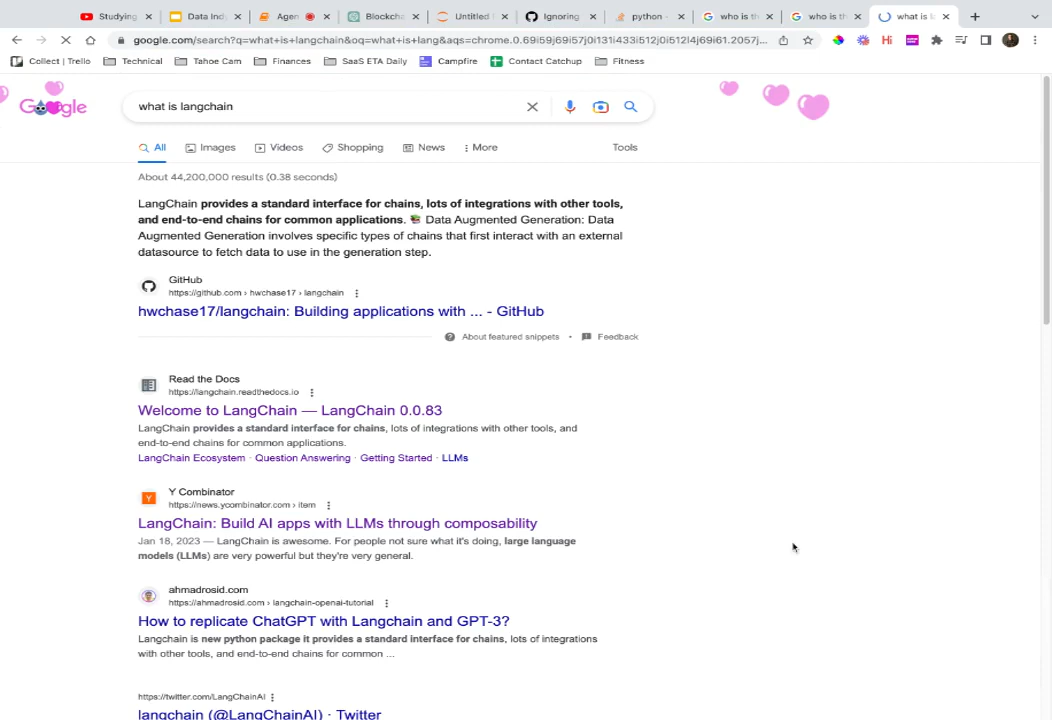 Studying
Data Inde
Agen
Blockcha
Untitled
Ignoring
python -
who is th
who is th
what is la
google.com/search?q=what+is+langchain&oq=what+is+lang&aqs=chrome.0.69i59j69i57j0i131i433i512j0i512l4j69i61.2057j...
Hi
Collect | Trello
Technical
Tahoe Cam
Finances
SaaS ETA Daily
Campfire
Contact Catchup
Fitness
Google
what is langchain
All
Images
Videos
Shopping
News
More
Tools
About 44,200,000 results (0.38 seconds)
LangChain provides a standard interface for chains, lots of integrations with other tools,
and end-to-end chains for common applications. 📚 Data Augmented Generation: Data
Augmented Generation involves specific types of chains that first interact with an external
datasource to fetch data to use in the generation step.
GitHub
https://github.com › hwchase17 › langchain
hwchase17/langchain: Building applications with ... - GitHub
About featured snippets • Feedback
Read the Docs
https://langchain.readthedocs.io
Welcome to LangChain — LangChain 0.0.83
LangChain provides a standard interface for chains, lots of integrations with other tools, and
end-to-end chains for common applications.
LangChain Ecosystem · Question Answering · Getting Started · LLMs
Y
Y Combinator
https://news.ycombinator.com › item
LangChain: Build AI apps with LLMs through composability
Jan 18, 2023 — LangChain is awesome. For people not sure what it's doing, large language
models (LLMs) are very powerful but they're very general.
ahmadrosid.com
https://ahmadrosid.com › langchain-openai-tutorial
How to replicate ChatGPT with Langchain and GPT-3?
Langchain is new python package it provides a standard interface for chains, lots of integrations
with other tools, and end-to-end chains for common ...
https://twitter.com/LangChainAI
langchain (@LangChainAI) · Twitter